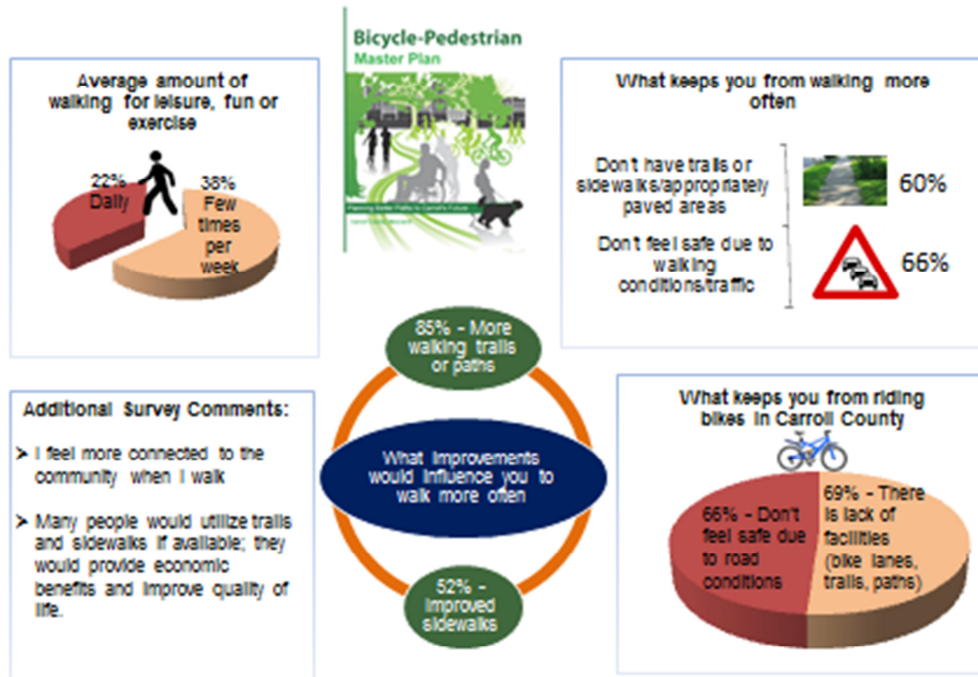 Bicycle-Pedestrian
Master Plan
Average amount of
walking for leisure, fun or
exercise
22%
Daily
38%
Few
times
per
week
What keeps you from walking more
often
Don't have trails or
sidewalks/appropriately
paved areas
60%
Don't feel safe due to
walking
conditions/traffic
66%
85% - More
walking trails
or paths
What improvements
would influence you to
walk more often
52% -
Improved
sidewalks
Additional Survey Comments:
➢ I feel more connected to the
community when I walk
➢ Many people would utilize trails
and sidewalks if available; they
would provide economic
benefits and improve quality of
life.
What keeps you from riding
bikes in Carroll County
66% - Don't
feel safe due
to road
conditions
69% - There
is lack of
facilities
(bike lanes,
trails, paths)